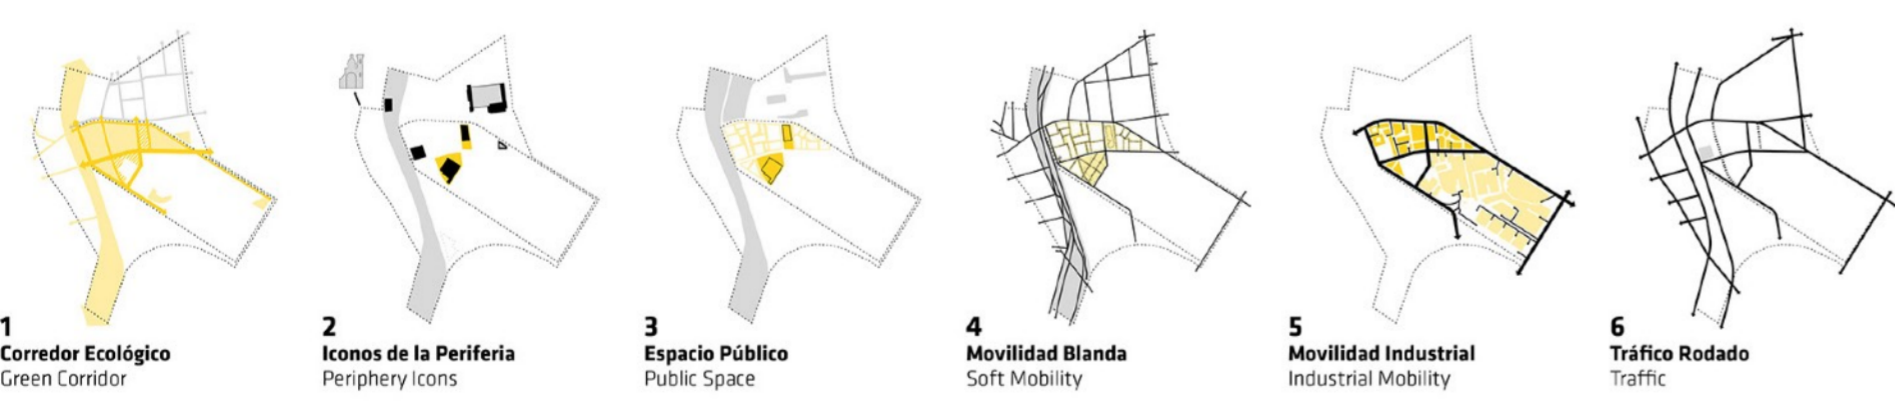 1
Corredor Ecológico
Green Corridor
2
Iconos de la Periferia
Periphery Icons
3
Espacio Público
Public Space
4
Movilidad Blanda
Soft Mobility
5
Movilidad Industrial
Industrial Mobility
6
Tráfico Rodado
Traffic